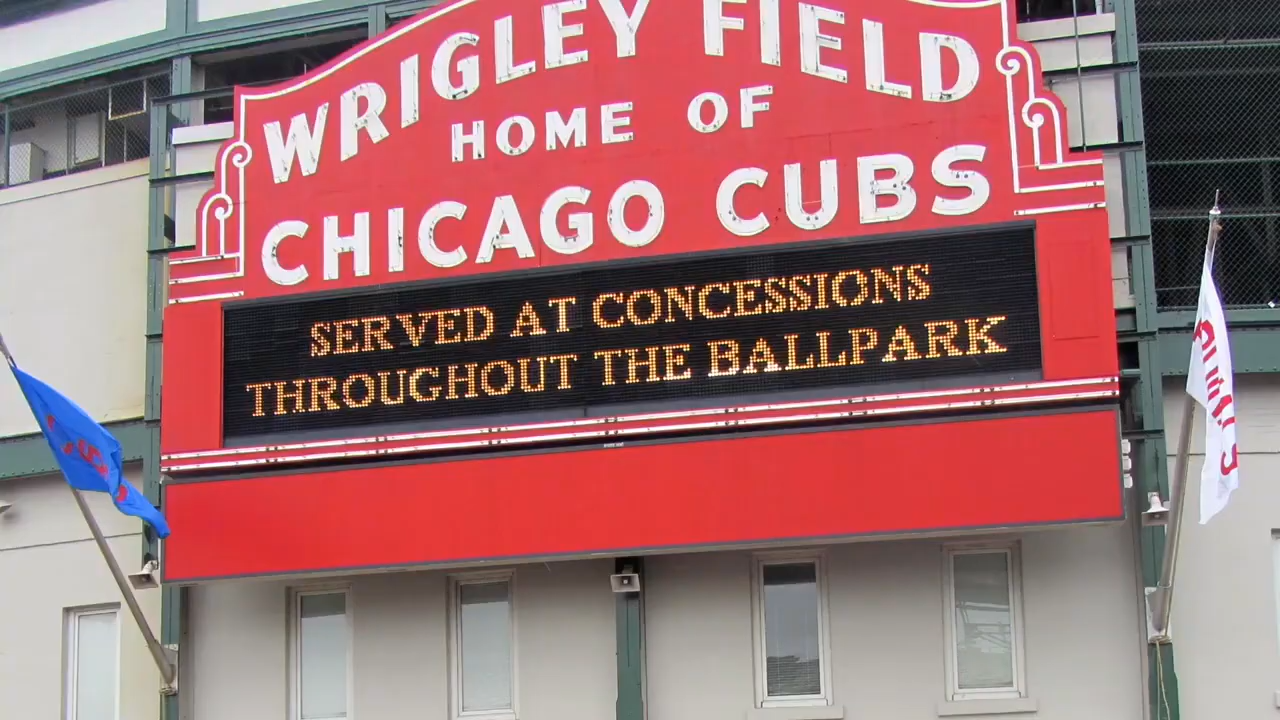 WRIGLEY FIELD
HOME OF
CHICAGO CUBS
SERVED AT CONCESSIONS
THROUGHOUT THE BALLPARK